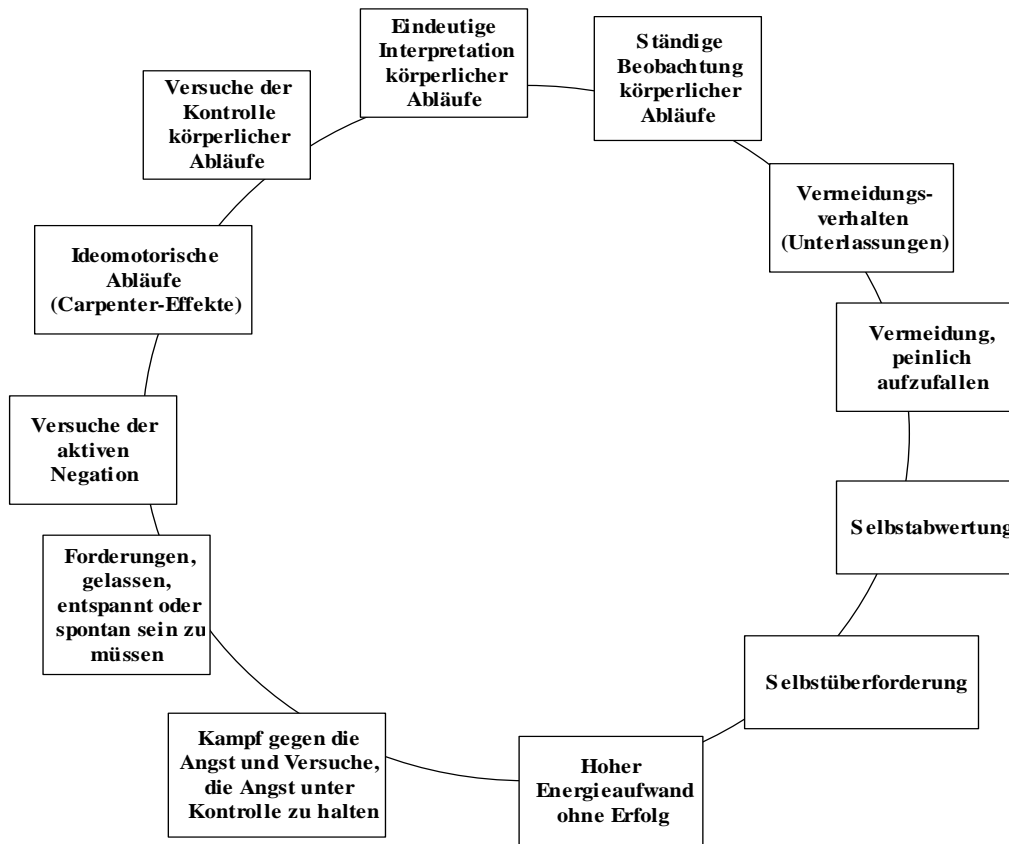 Eindeutige
Interpretation
körperlicher
Abläufe
Ständige
Beobachtung
körperlicher
Abläufe
Vermeidungs-
verhalten
(Unterlassungen)
Vermeidung,
peinlich
aufzufallen
Selbstabwertung
Selbstüberforderung
Hoher
Energieaufwand
ohne Erfolg
Kampf gegen die
Angst und Versuche,
die Angst unter
Kontrolle zu halten
Forderungen,
gelassen,
entspannt oder
spontan sein zu
müssen
Versuche der
aktiven
Negation
Ideomotorische
Abläufe
(Carpenter-Effekte)
Versuche der
Kontrolle
körperlicher
Abläufe